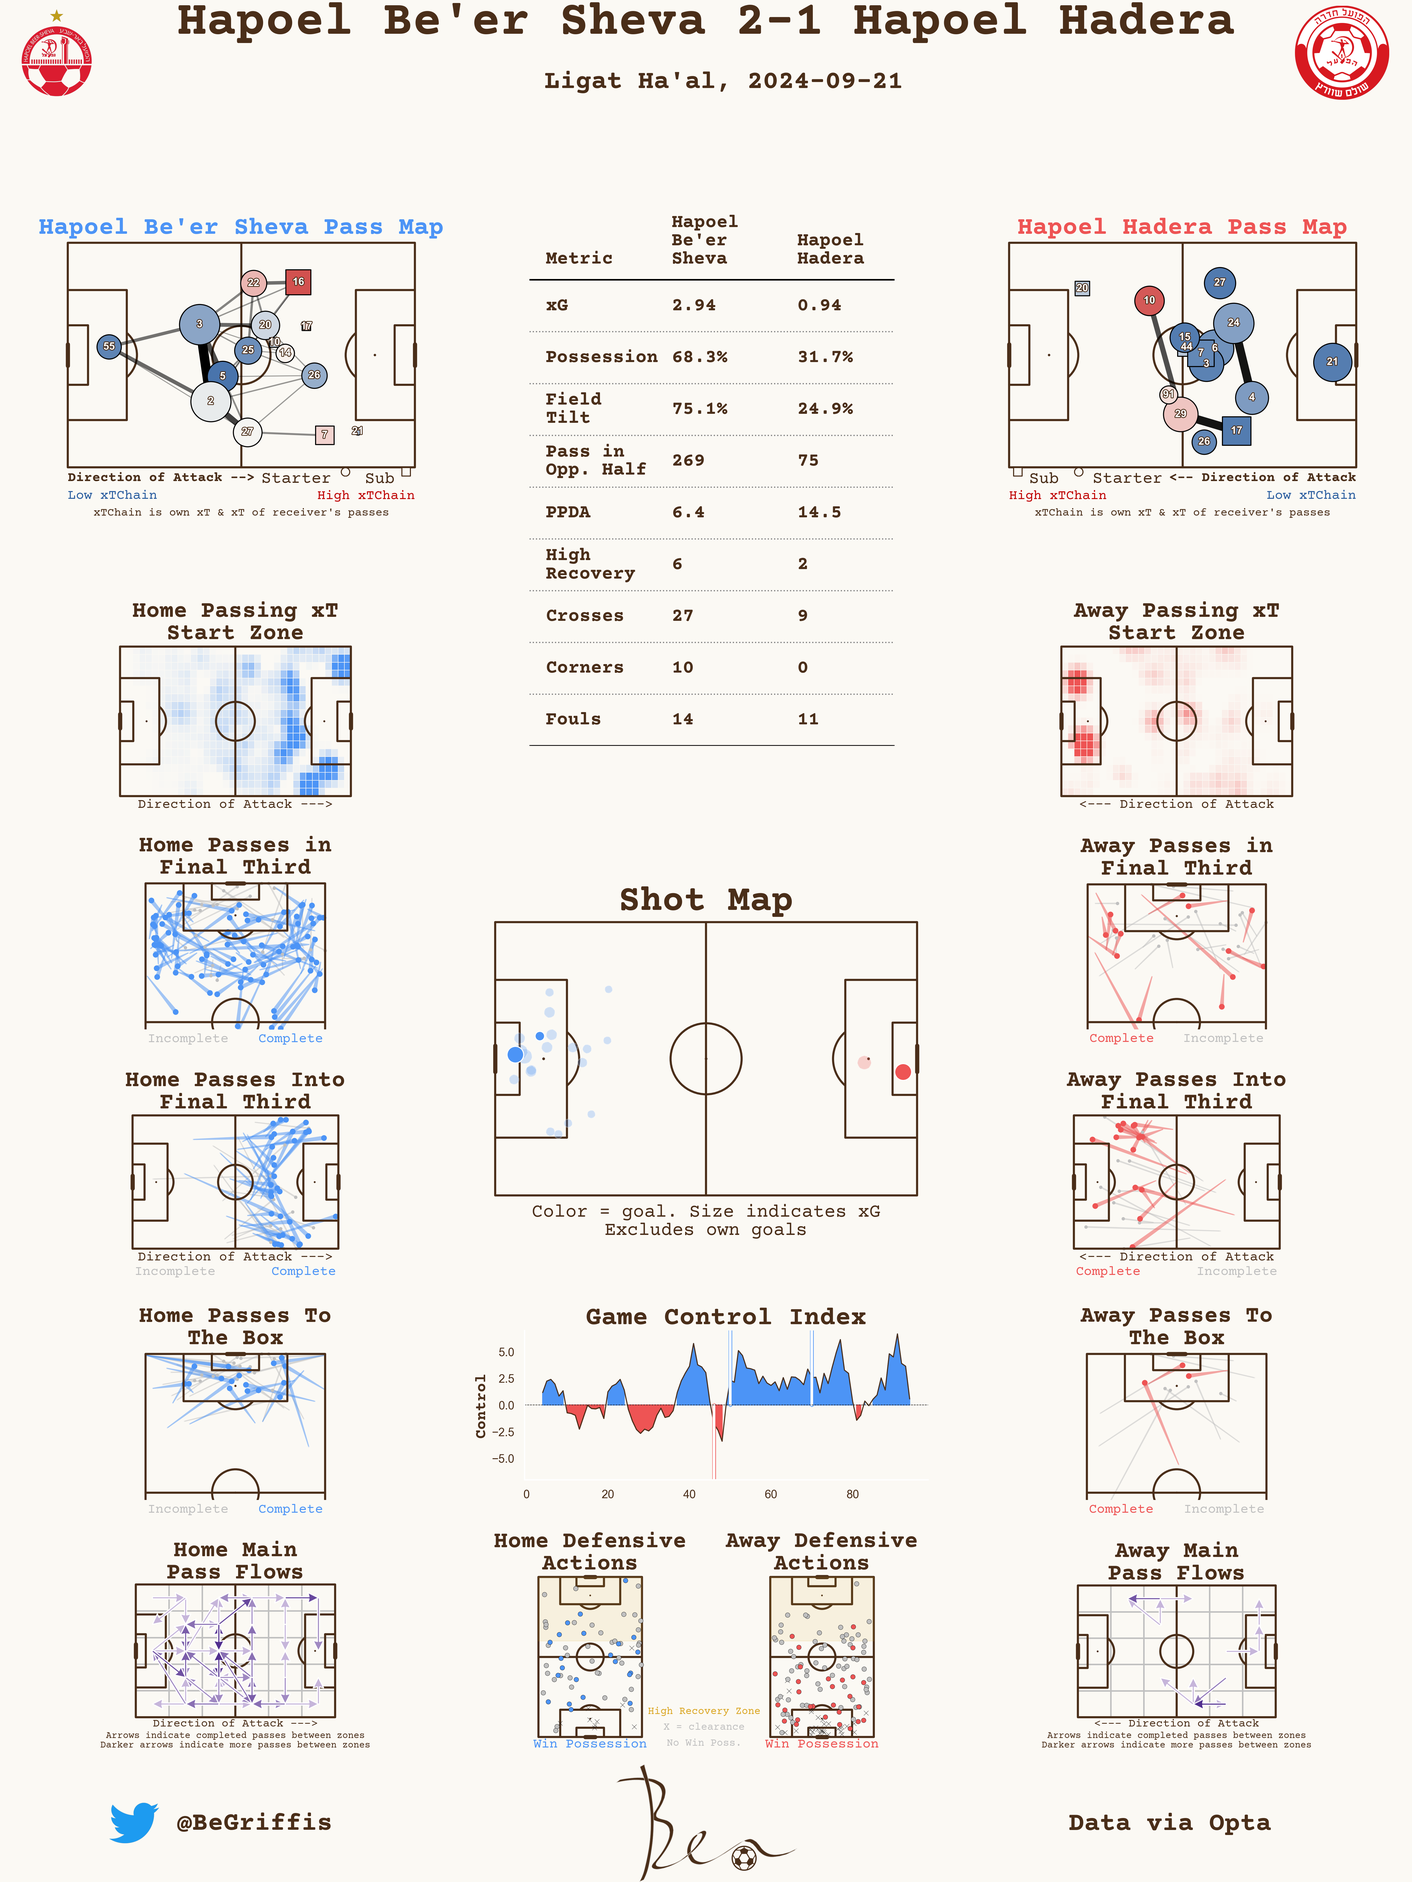 Hapoel Be'er Sheva 2-1 Hapoel Hadera
Ligat Ha'al, 2024-09-21
HAPOEL BEER SHEVA
הפועל חדרה
הפועל
שולם שוורץ
Hapoel Be'er Sheva Pass Map
22
16
3
20
17
10
55
25
14
5
26
2
27
7
21
Direction of Attack --> Starter Sub
Low xTChain High xTChain
xTChain is own xT & xT of receiver's passes
Metric Hapoel Be'er Sheva Hapoel Hadera
xG 2.94 0.94
Possession 68.3% 31.7%
Field Tilt 75.1% 24.9%
Pass in Opp. Half 269 75
PPDA 6.4 14.5
High Recovery 6 2
Crosses 27 9
Corners 10 0
Fouls 14 11
Hapoel Hadera Pass Map
20
27
10
24
15
44
7
6
3
21
91
4
29
17
26
Sub Starter <-- Direction of Attack
High xTChain Low xTChain
xTChain is own xT & xT of receiver's passes
Home Passing xT
Start Zone
Direction of Attack --->
Away Passing xT
Start Zone
<--- Direction of Attack
Home Passes in
Final Third
Incomplete Complete
Shot Map
Color = goal. Size indicates xG
Excludes own goals
Away Passes in
Final Third
Complete Incomplete
Home Passes Into
Final Third
Direction of Attack --->
Incomplete Complete
Away Passes Into
Final Third
<--- Direction of Attack
Complete Incomplete
Home Passes To
The Box
Incomplete Complete
Game Control Index
Control
5.0
2.5
0.0
−2.5
−5.0
0 20 40 60 80
Away Passes To
The Box
Complete Incomplete
Home Main
Pass Flows
Direction of Attack --->
Arrows indicate completed passes between zones
Darker arrows indicate more passes between zones
Home Defensive
Actions
Win Possession
High Recovery Zone
X = clearance
No Win Poss.
Away Defensive
Actions
Win Possession
Away Main
Pass Flows
<--- Direction of Attack
Arrows indicate completed passes between zones
Darker arrows indicate more passes between zones
@BeGriffis
Ben
Data via Opta